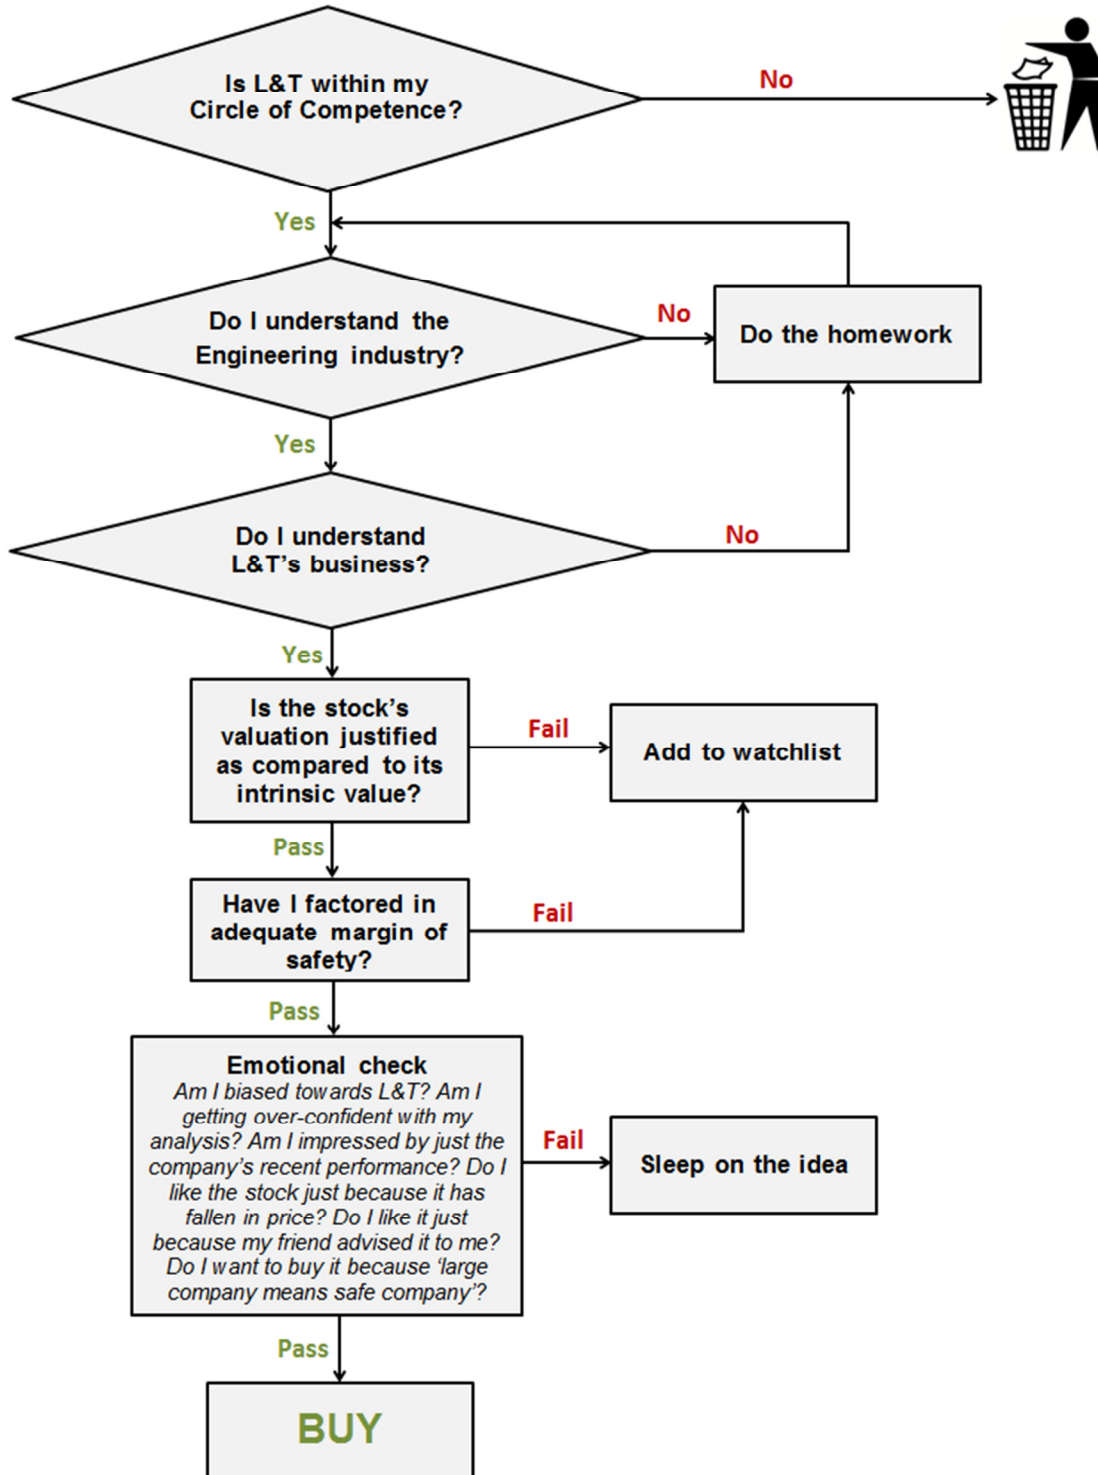 Is L&T within my
Circle of Competence?
No
Yes
Do I understand the
Engineering industry?
No
Do the homework
Yes
Do I understand
L&T's business?
No
Yes
Is the stock's
valuation justified
as compared to its
intrinsic value?
Fail
Add to watchlist
Pass
Have I factored in
adequate margin of
safety?
Fail
Pass
Emotional check
Am I biased towards L&T? Am I
getting over-confident with my
analysis? Am I impressed by just the
company's recent performance? Do I
like the stock just because it has
fallen in price? Do I like it just
because my friend advised it to me?
Do I want to buy it because 'large
company means safe company'?
Fail
Sleep on the idea
Pass
BUY